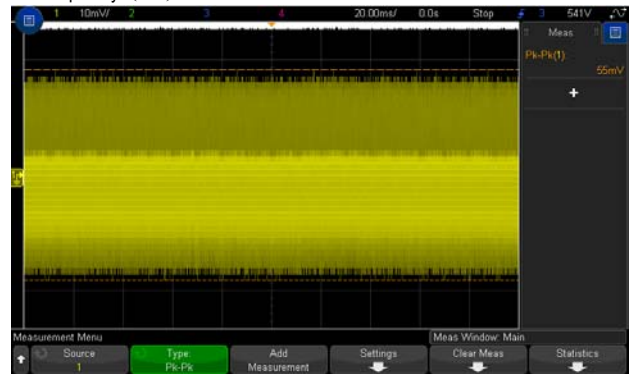 1 10mV/ 2 3 4 20.00ms/ 0.0s Stop 3 541V
Meas
Pk-Pk(1)
55mV
+
Measurement Menu
Meas Window: Main
Source
1
Type:
Pk-Pk
Add
Measurement
Settings
Clear Meas
Statistics